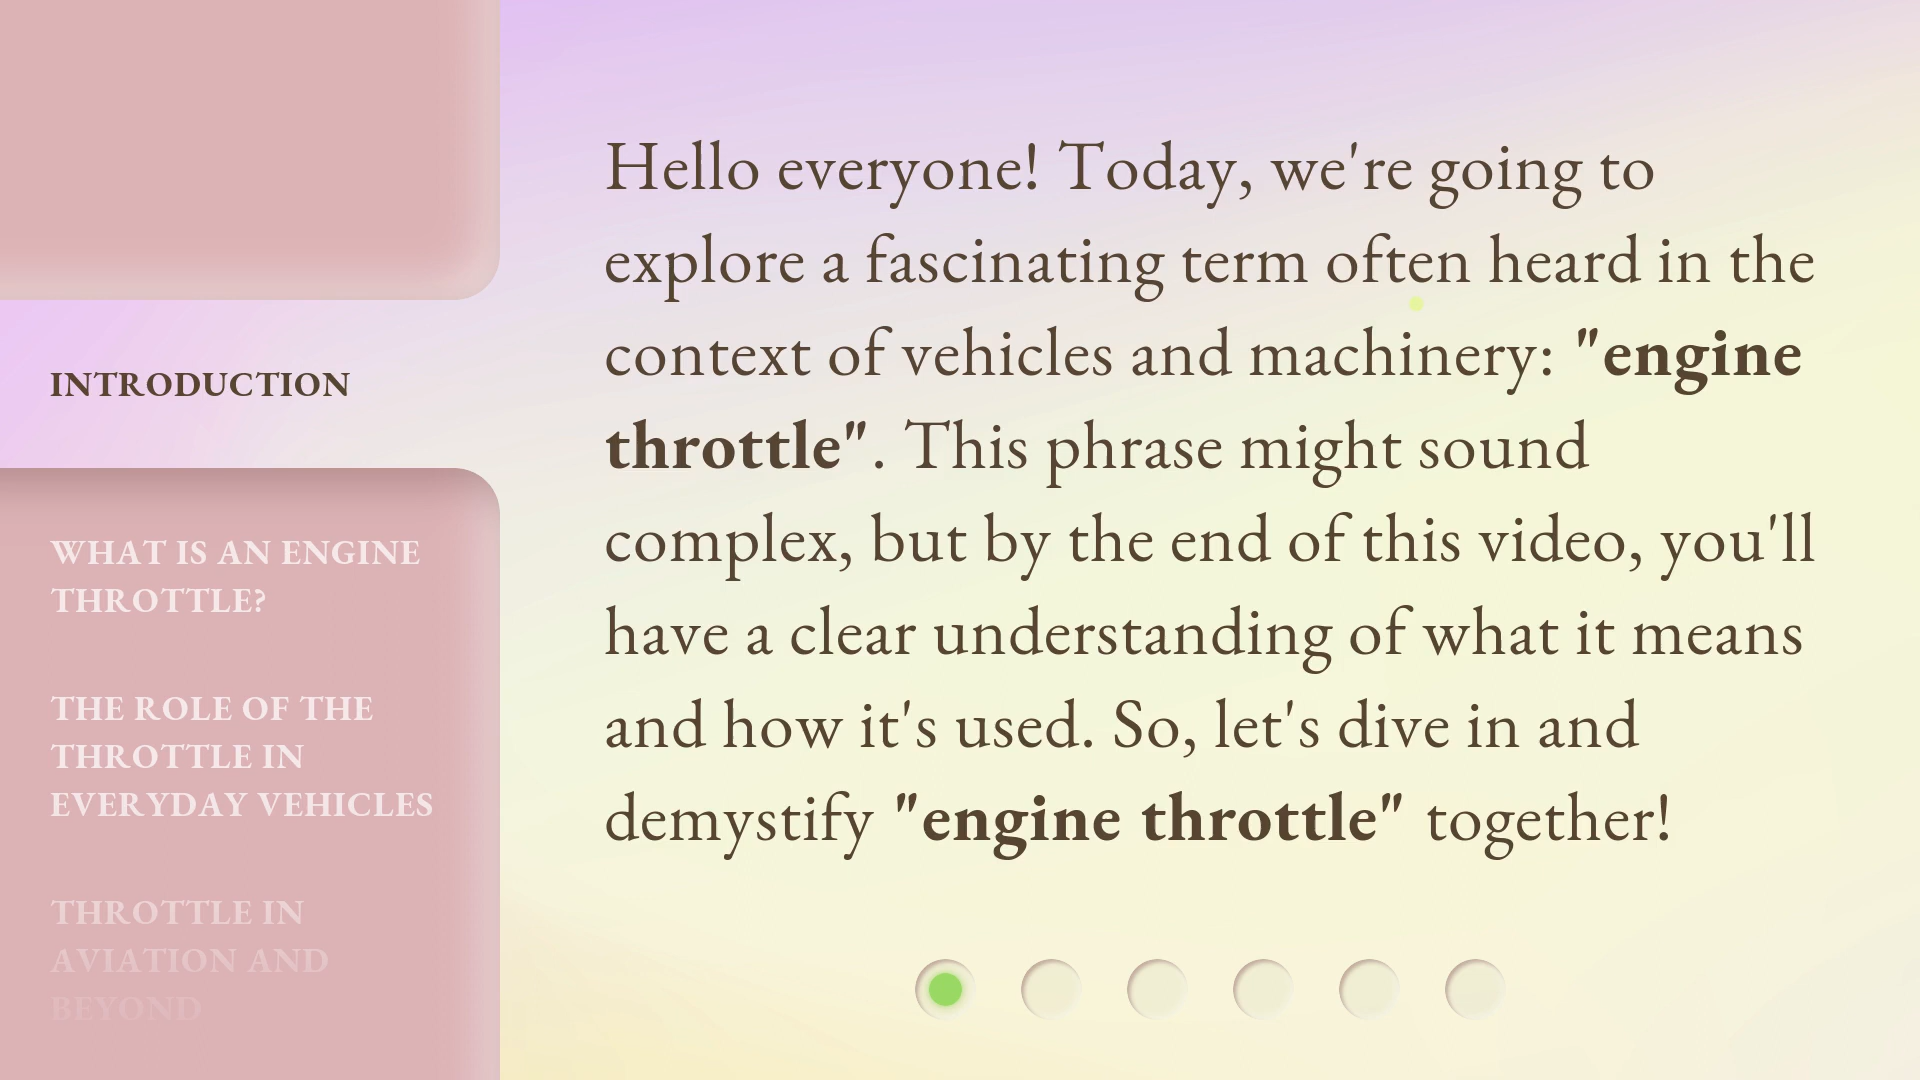 INTRODUCTION
WHAT IS AN ENGINE
THROTTLE?
THE ROLE OF THE
THROTTLE IN
EVERYDAY VEHICLES
THROTTLE IN
AVIATION AND
BEYOND
Hello everyone! Today, we're going to
explore a fascinating term often heard in the
context of vehicles and machinery: "engine
throttle". This phrase might sound
complex, but by the end of this video, you'll
have a clear understanding of what it means
and how it's used. So, let's dive in and
demystify "engine throttle" together!